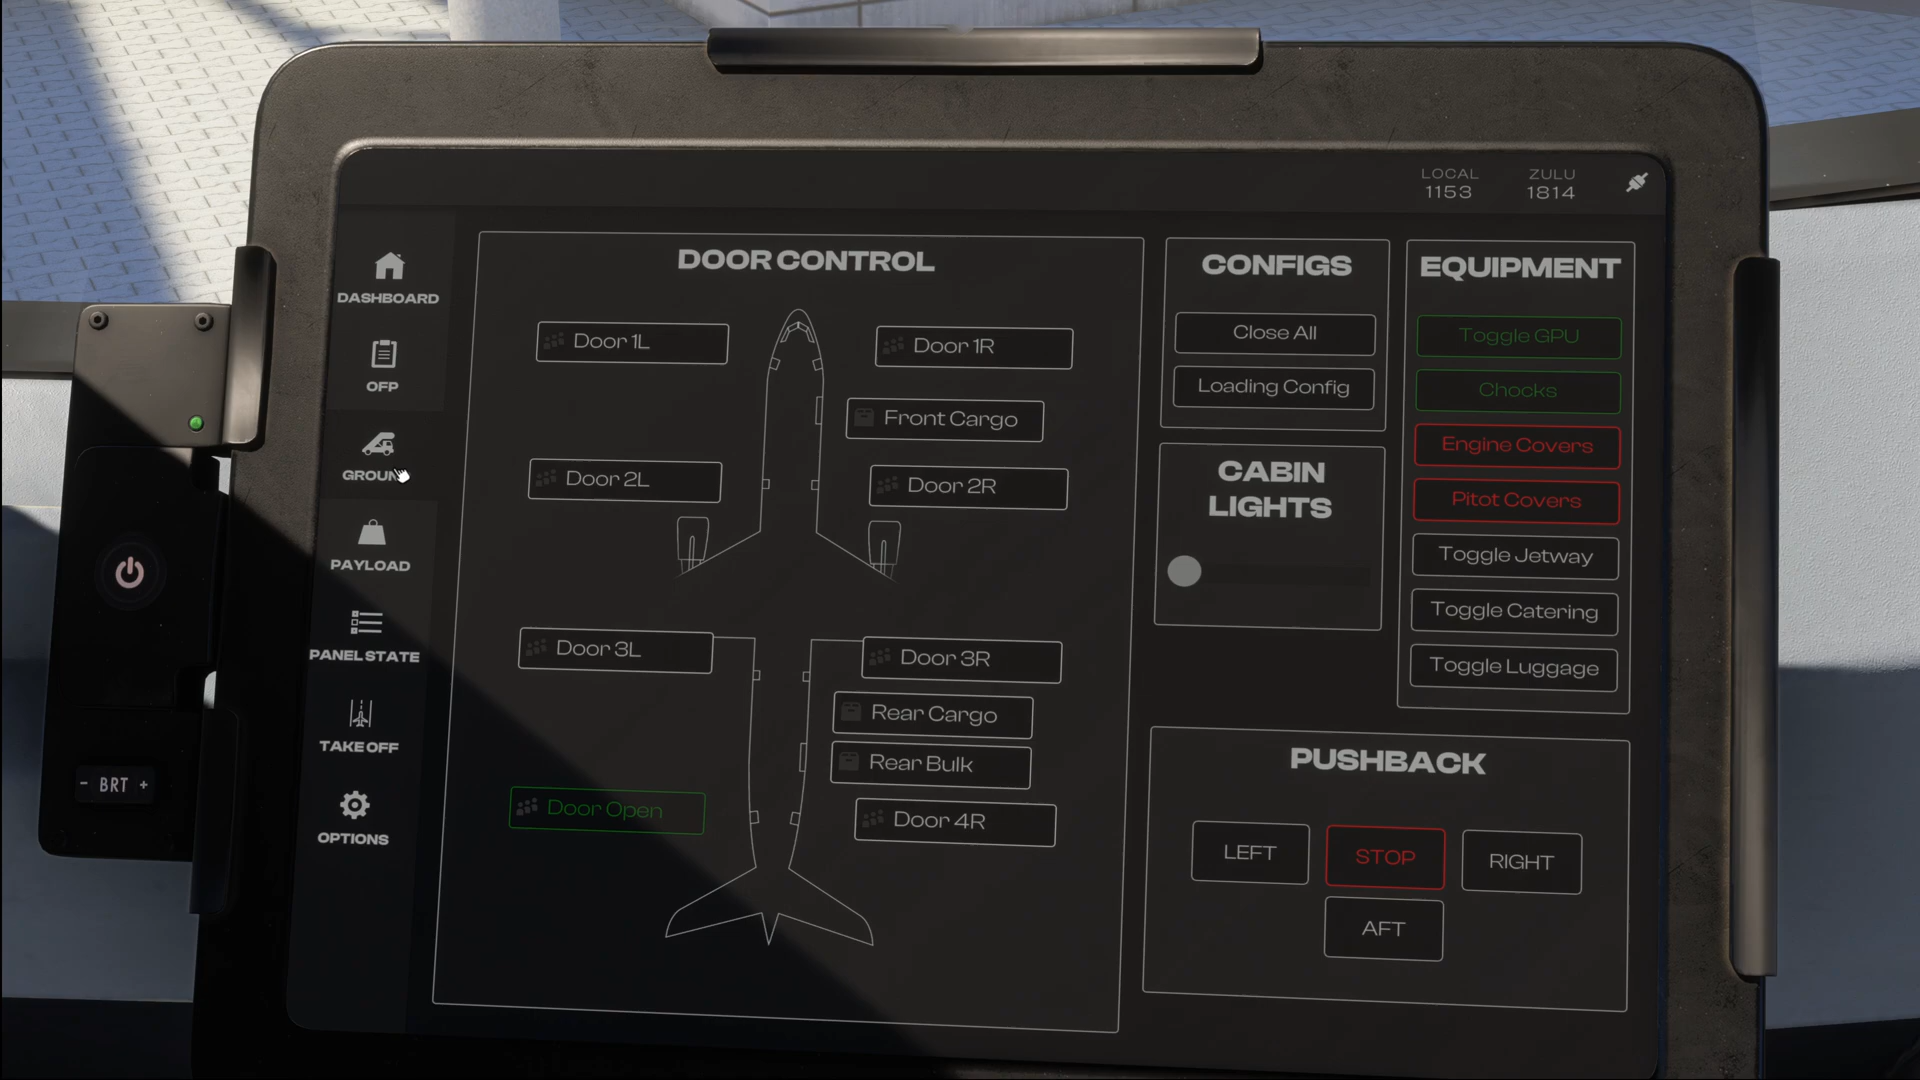 LOCAL
1153
ZULU
1814
DASHBOARD
OFP
GROUND
PAYLOAD
PANEL STATE
TAKE OFF
OPTIONS
- BRT +
DOOR CONTROL
Door 1L
Door 1R
Front Cargo
Door 2L
Door 2R
Door 3L
Door 3R
Rear Cargo
Rear Bulk
Door Open
Door 4R
CONFIGS
Close All
Loading Config
CABIN
LIGHTS
EQUIPMENT
Toggle GPU
Chocks
Engine Covers
Pitot Covers
Toggle Jetway
Toggle Catering
Toggle Luggage
PUSHBACK
LEFT
STOP
RIGHT
AFT